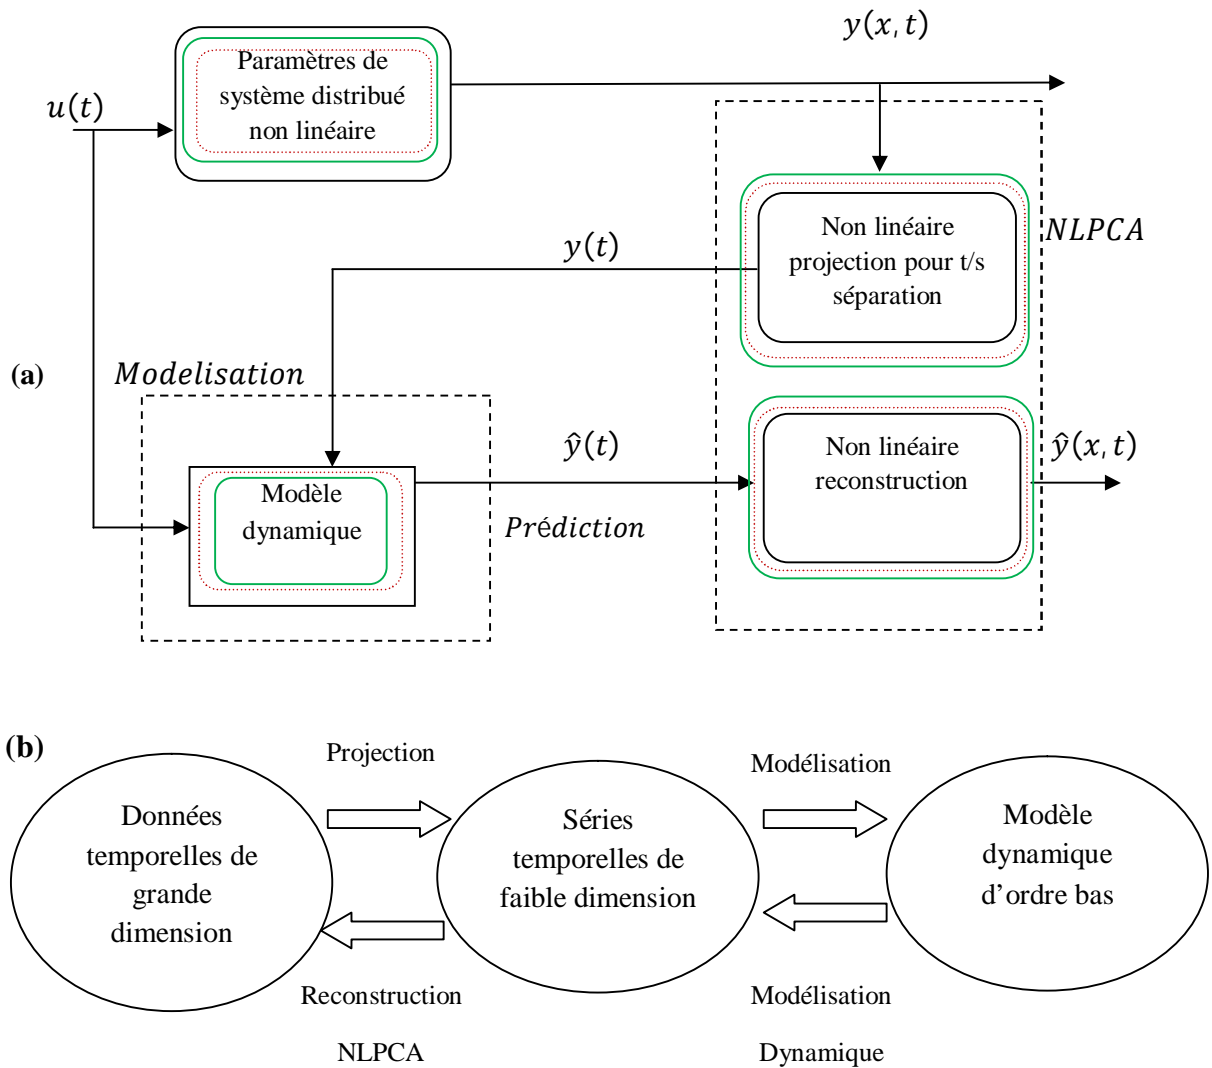 y(x, t)
u(t)
Paramètres de
système distribué
non linéaire
Non linéaire
projection pour t/s
séparation
NLPCA
y(t)
(a)
Modelisation
Modèle
dynamique
ŷ(t)
Prédiction
Non linéaire
reconstruction
ŷ(x, t)
(b)
Projection
Modélisation
Données
temporelles de
grande
dimension
Séries
temporelles de
faible dimension
Modèle
dynamique
d’ordre bas
Reconstruction
NLPCA
Modélisation
Dynamique